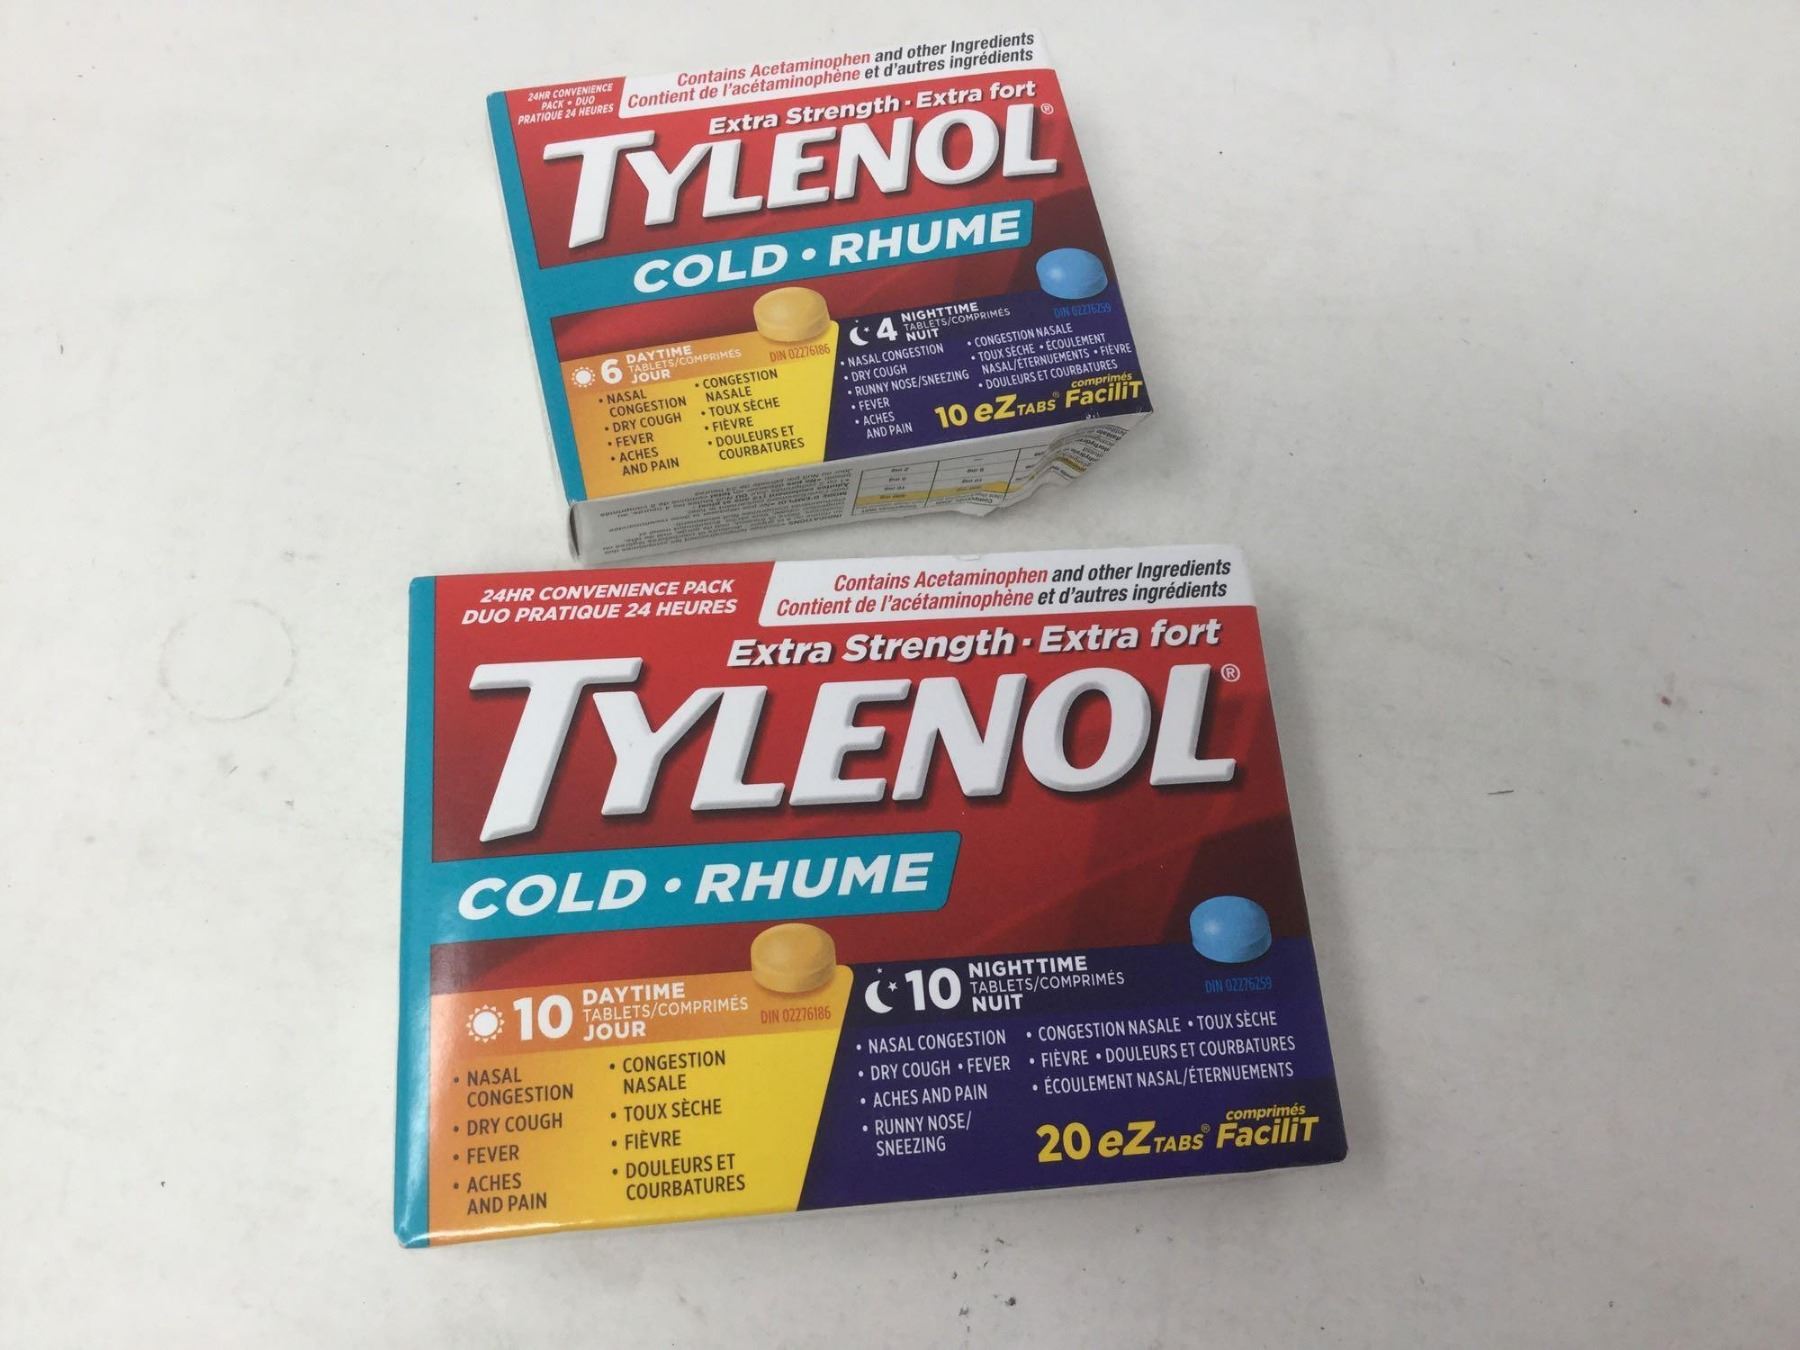 24HR CONVENIENCE
PACK • DUO
PRATIQUE 24 HEURES
Contains Acetaminophen and other Ingredients
Contient de l'acétaminophène et d'autres ingrédients
Extra Strength · Extra fort
TYLENOL®
COLD • RHUME
6 DAYTIME
TABLETS/COMPRIMÉS
JOUR
DIN 02276186
• NASAL
CONGESTION
• DRY COUGH
• FEVER
• ACHES
AND PAIN
• CONGESTION
NASALE
• TOUX SÈCHE
• FIÈVRE
• DOULEURS ET
COURBATURES
4 NIGHTTIME
TABLETS/COMPRIMÉS
NUIT
DIN 02276259
• NASAL CONGESTION
• DRY COUGH
• RUNNY NOSE/SNEEZING
• FEVER
• ACHES
AND PAIN
• CONGESTION NASALE
• TOUX SÈCHE • ÉCOULEMENT
NASAL/ÉTERNUEMENTS • FIÈVRE
• DOULEURS ET COURBATURES
10 eZ TABS® comprimés FaciliT
24HR CONVENIENCE PACK
DUO PRATIQUE 24 HEURES
Contains Acetaminophen and other Ingredients
Contient de l'acétaminophène et d'autres ingrédients
Extra Strength · Extra fort
TYLENOL®
COLD • RHUME
10 DAYTIME
TABLETS/COMPRIMÉS
JOUR
DIN 02276186
• NASAL
CONGESTION
• DRY COUGH
• FEVER
• ACHES
AND PAIN
• CONGESTION
NASALE
• TOUX SÈCHE
• FIÈVRE
• DOULEURS ET
COURBATURES
10 NIGHTTIME
TABLETS/COMPRIMÉS
NUIT
DIN 02276259
• NASAL CONGESTION
• DRY COUGH • FEVER
• ACHES AND PAIN
• RUNNY NOSE/
SNEEZING
• CONGESTION NASALE • TOUX SÈCHE
• FIÈVRE • DOULEURS ET COURBATURES
• ÉCOULEMENT NASAL/ÉTERNUEMENTS
20 eZ TABS® comprimés FaciliT